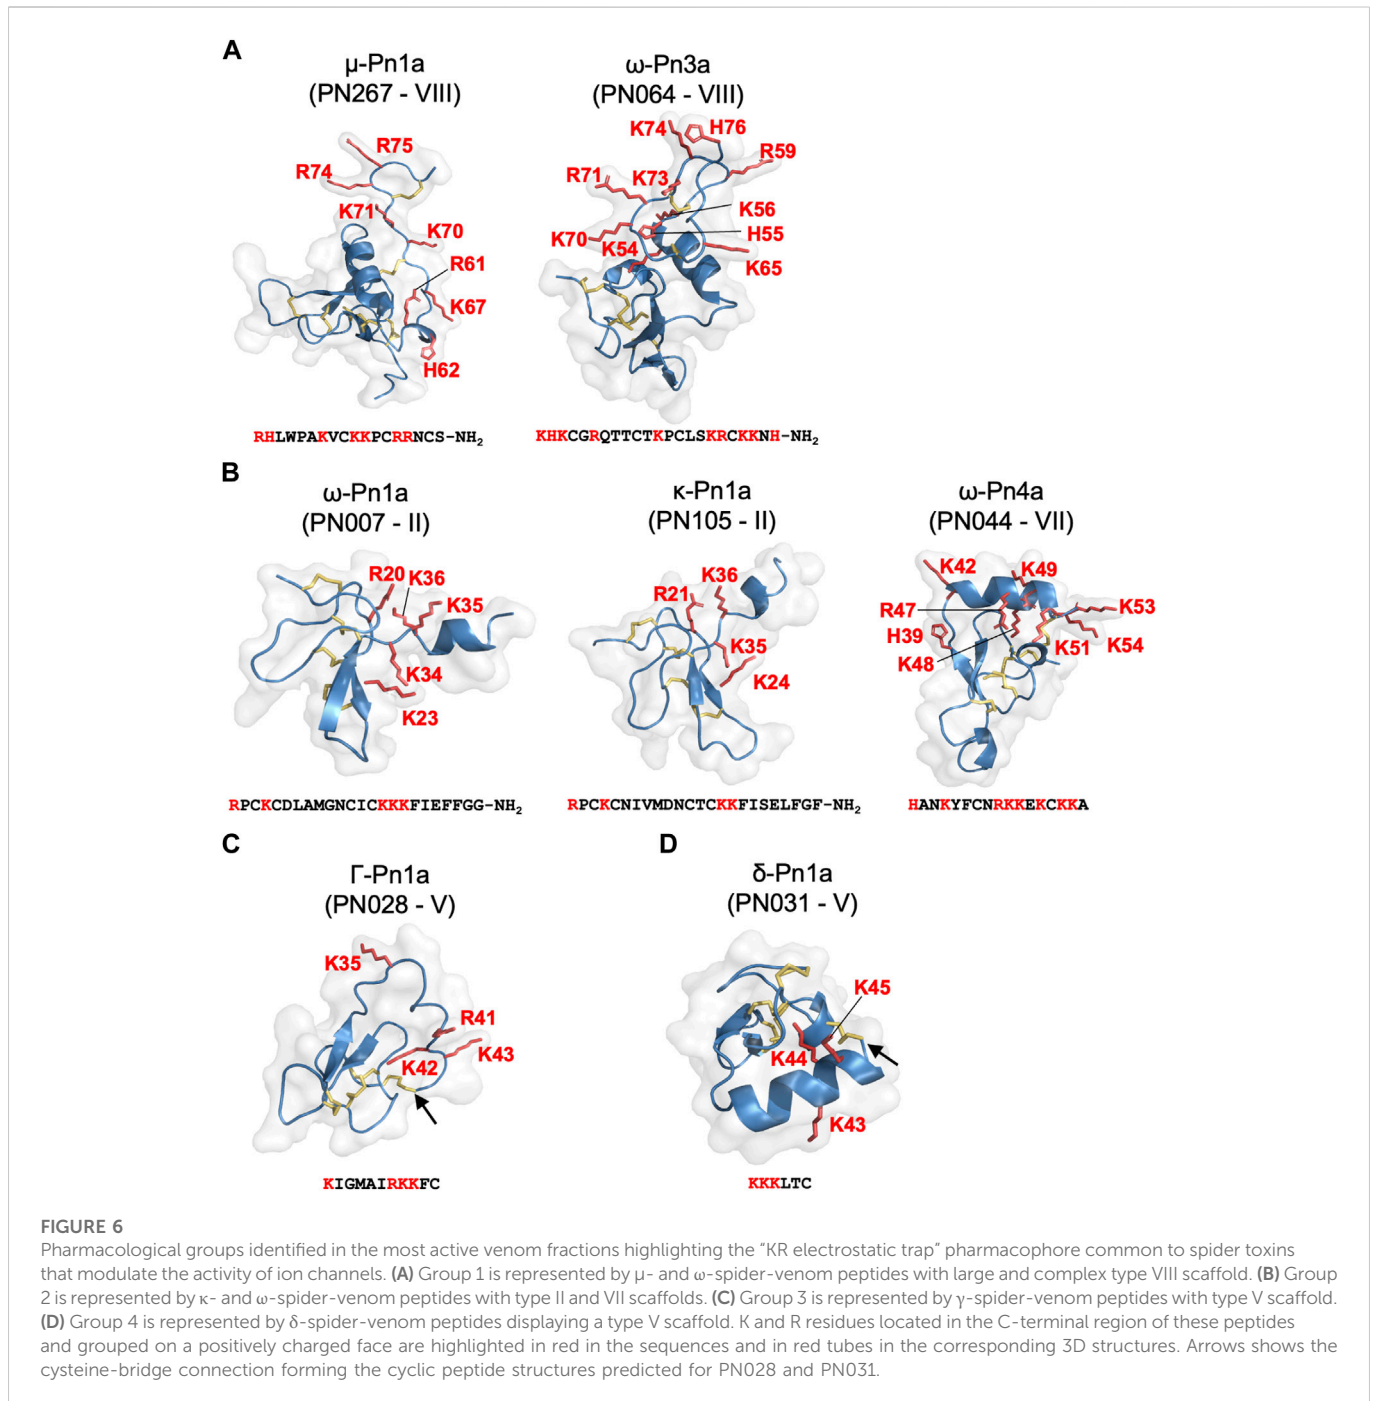 A
μ-Pn1a
(PN267 - VIII)
R75
R74
K71
K70
R61
K67
H62
RHLWPAKVCKKPCRRNCS-NH2
ω-Pn3a
(PN064 - VIII)
K74
H76
R59
R71
K73
K56
H55
K70
K54
K65
KHKCGRQTTCTKPCLSKRCKKNH-NH2
B
ω-Pn1a
(PN007 - II)
R20
K36
K35
K34
K23
RPCKCDLAMGNCICKKKFIEFFGG-NH2
κ-Pn1a
(PN105 - II)
R21
K36
K35
K24
RPCKCNIVMDNCTCKKFISELFGF-NH2
ω-Pn4a
(PN044 - VII)
K42
K49
R47
K53
H39
K54
K51
K48
HANKYFCNRKKEKCKKA
C
Γ-Pn1a
(PN028 - V)
K35
R41
K43
K42
KIGMAIRKKFC
D
δ-Pn1a
(PN031 - V)
K45
K44
K43
KKKLTC
FIGURE 6
Pharmacological groups identified in the most active venom fractions highlighting the “KR electrostatic trap” pharmacophore common to spider toxins
that modulate the activity of ion channels. (A) Group 1 is represented by μ- and ω-spider-venom peptides with large and complex type VIII scaffold. (B) Group
2 is represented by κ- and ω-spider-venom peptides with type II and VII scaffolds. (C) Group 3 is represented by γ-spider-venom peptides with type V scaffold.
(D) Group 4 is represented by δ-spider-venom peptides displaying a type V scaffold. K and R residues located in the C-terminal region of these peptides
and grouped on a positively charged face are highlighted in red in the sequences and in red tubes in the corresponding 3D structures. Arrows shows the
cysteine-bridge connection forming the cyclic peptide structures predicted for PN028 and PN031.